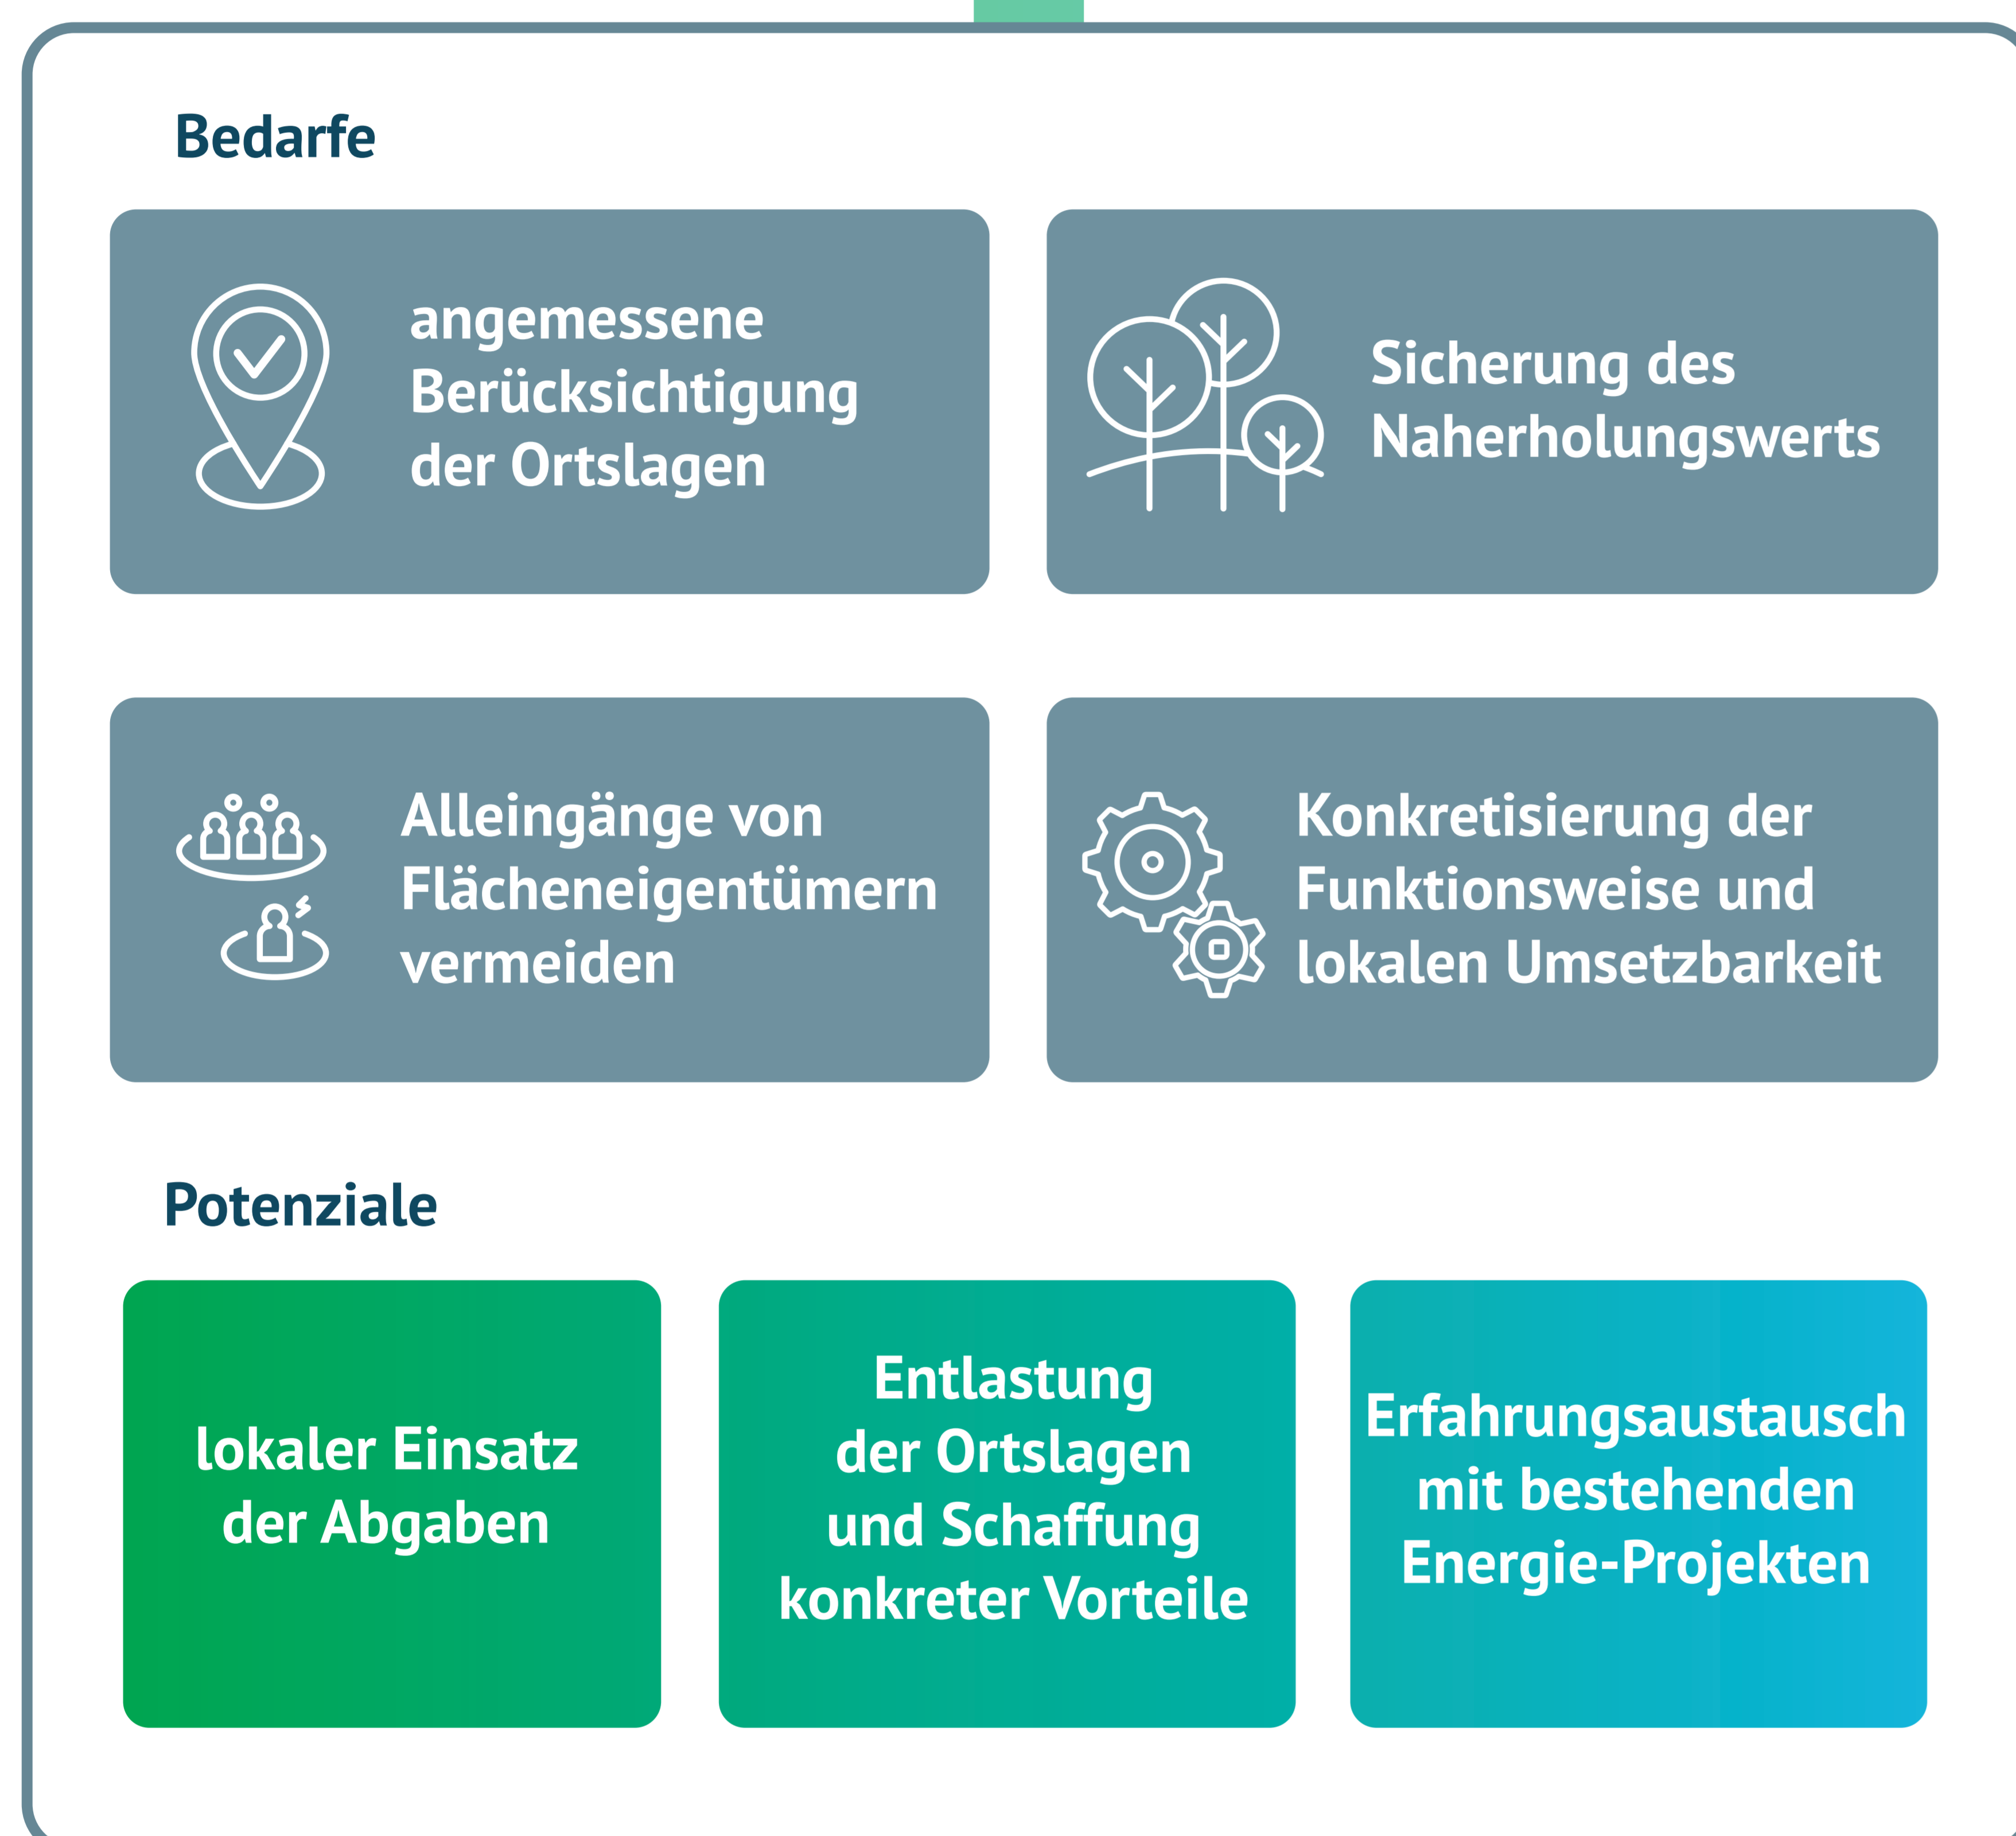 Bedarfe
angemessene
Berücksichtigung
der Ortslagen
Sicherung des
Naherholungswerts
Alleingänge von
Flächeneigentümern
vermeiden
Konkretisierung der
Funktionsweise und
lokalen Umsetzbarkeit
Potenziale
lokaler Einsatz
der Abgaben
Entlastung
der Ortslagen
und Schaffung
konkreter Vorteile
Erfahrungsaustausch
mit bestehenden
Energie-Projekten